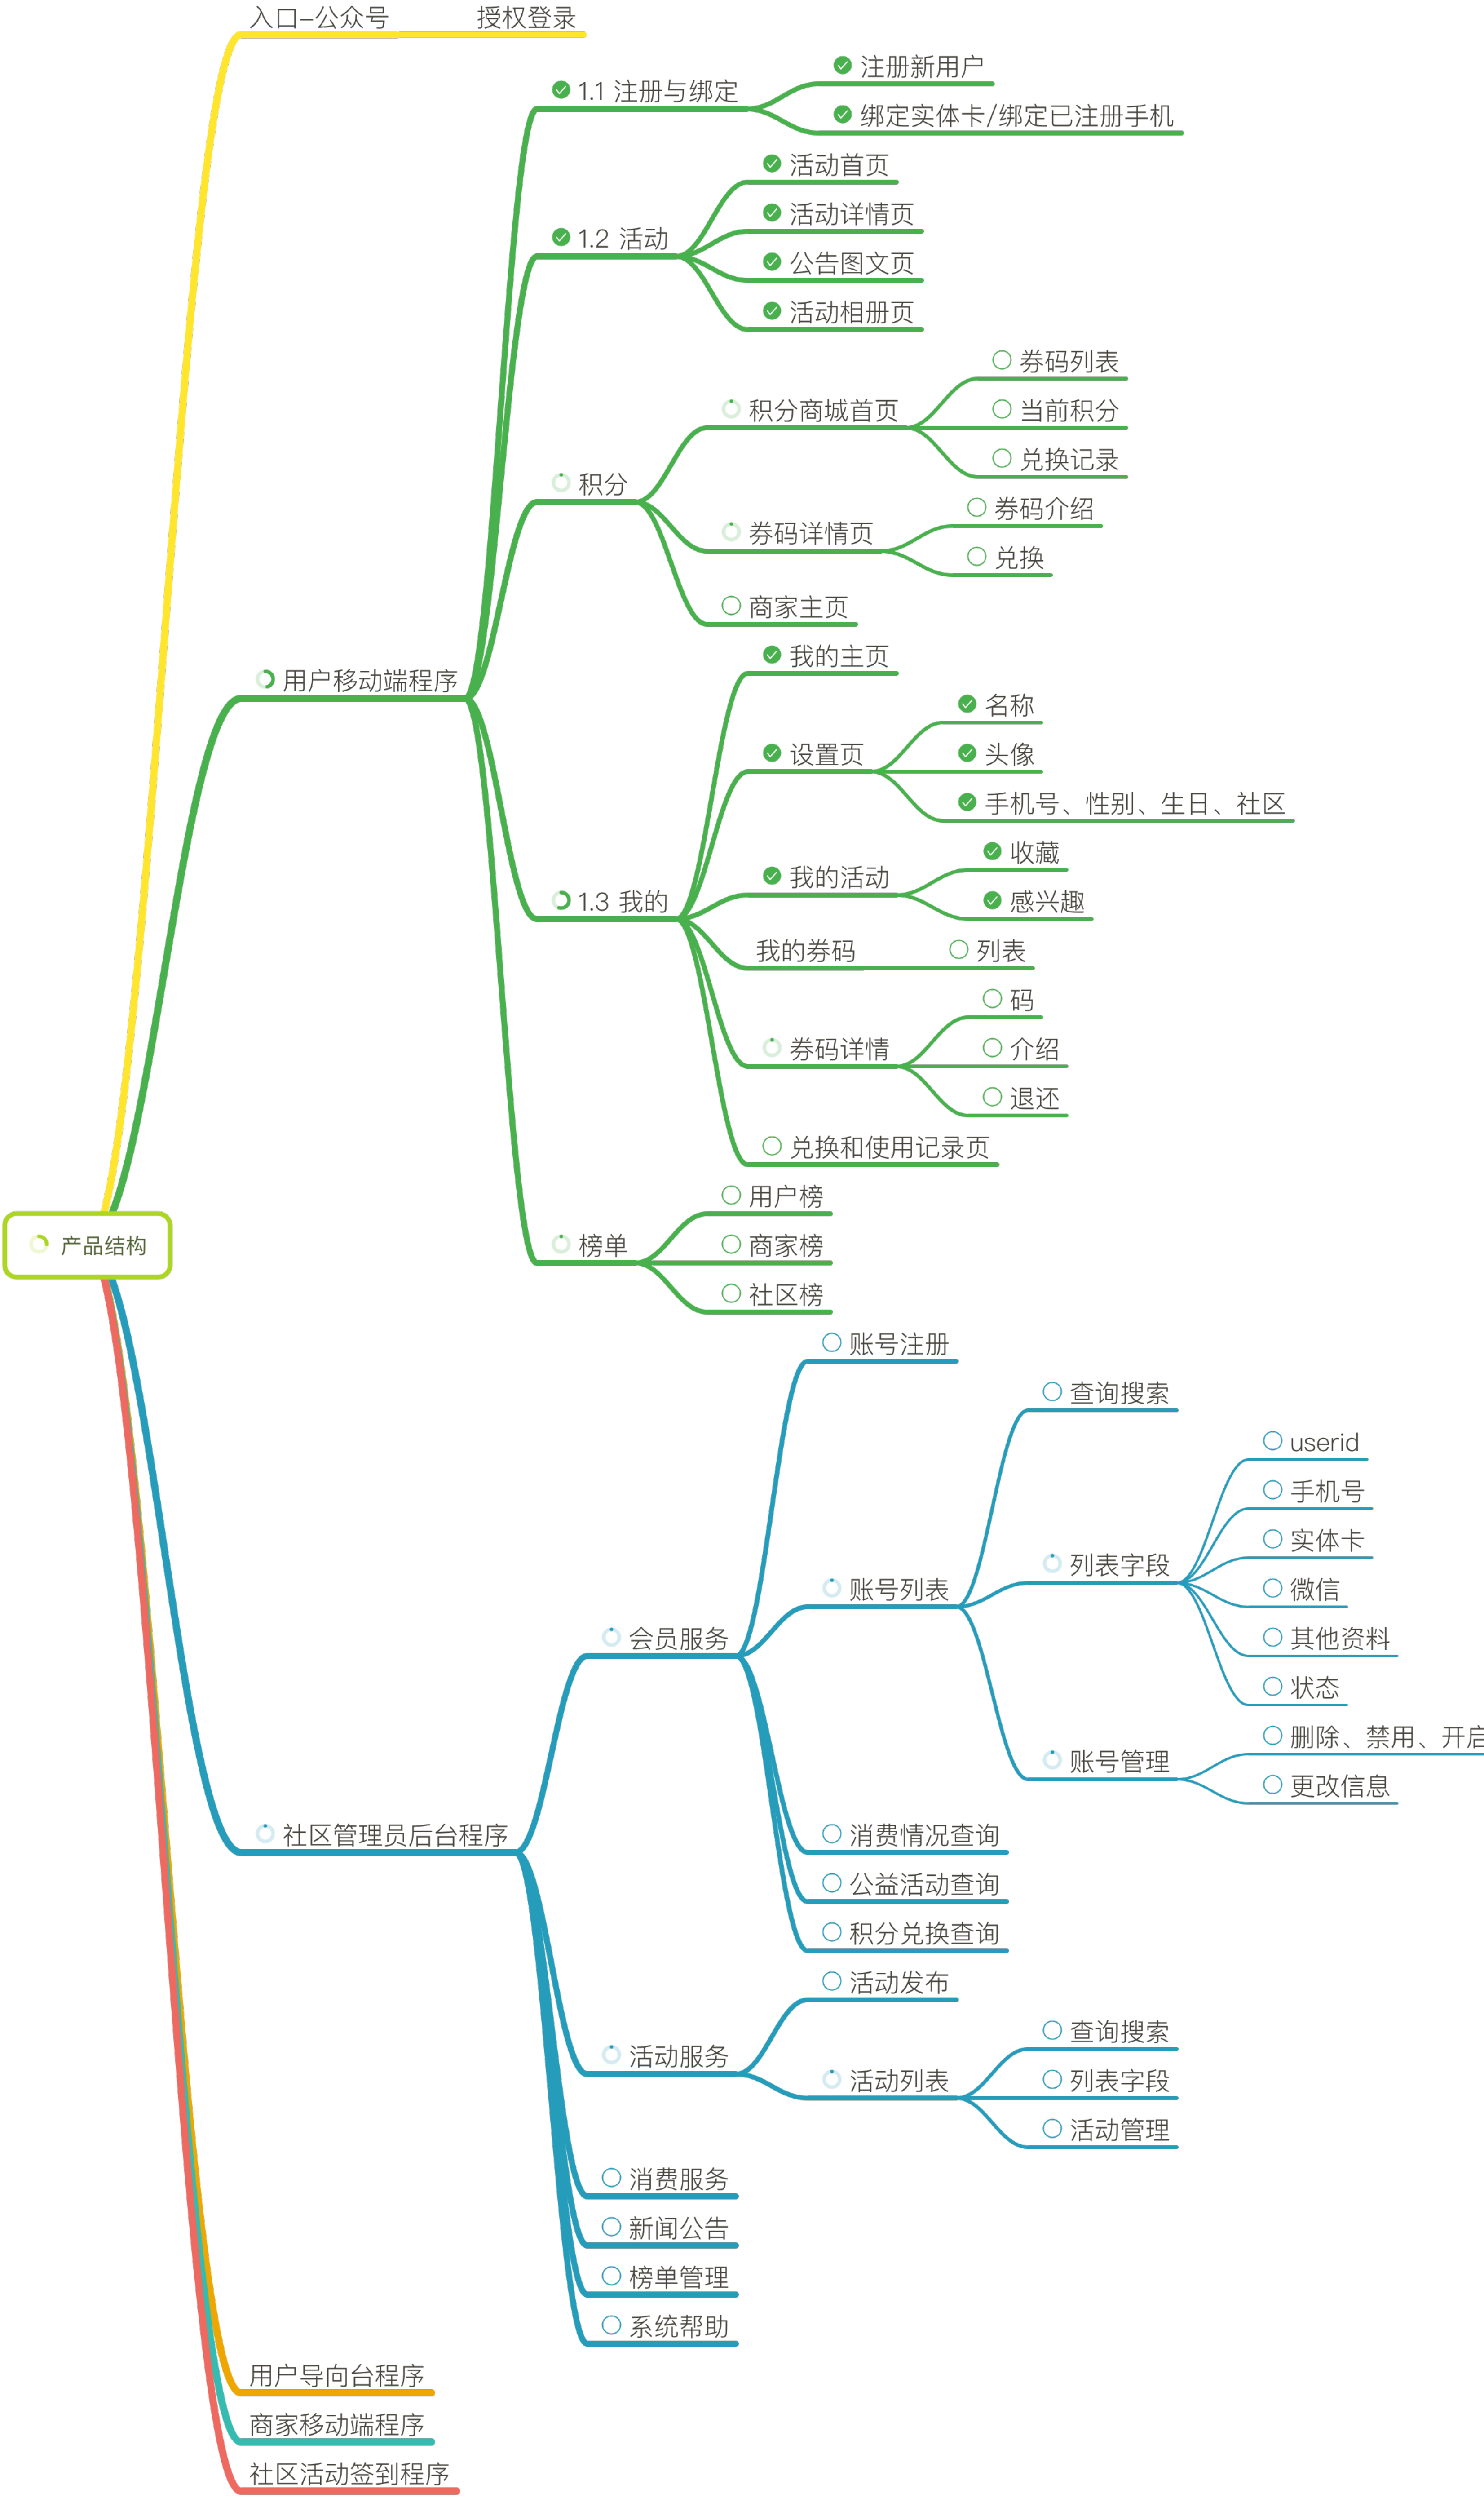 入口-公众号
授权登录
用户移动端程序
1.1 注册与绑定
注册新用户
绑定实体卡/绑定已注册手机
1.2 活动
活动首页
活动详情页
公告图文页
活动相册页
积分
积分商城首页
券码列表
当前积分
兑换记录
券码详情页
券码介绍
兑换
商家主页
1.3 我的
我的主页
设置页
名称
头像
手机号、性别、生日、社区
我的活动
收藏
感兴趣
我的券码
列表
券码详情
码
介绍
退还
兑换和使用记录页
榜单
用户榜
商家榜
社区榜
产品结构
社区管理员后台程序
会员服务
账号注册
账号列表
查询搜索
列表字段
userid
手机号
实体卡
微信
其他资料
状态
账号管理
删除、禁用、开启
更改信息
消费情况查询
公益活动查询
积分兑换查询
活动服务
活动发布
活动列表
查询搜索
列表字段
活动管理
消费服务
新闻公告
榜单管理
系统帮助
用户导向台程序
商家移动端程序
社区活动签到程序